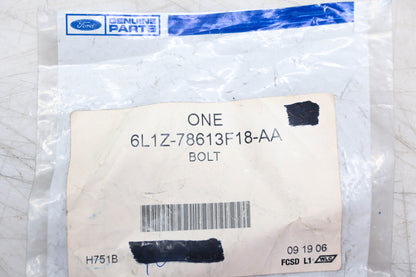 Ford
GENUINE
PARTS
ONE
6L1Z-78613F18-AA
BOLT
H751B
09 19 06
FCSD L1